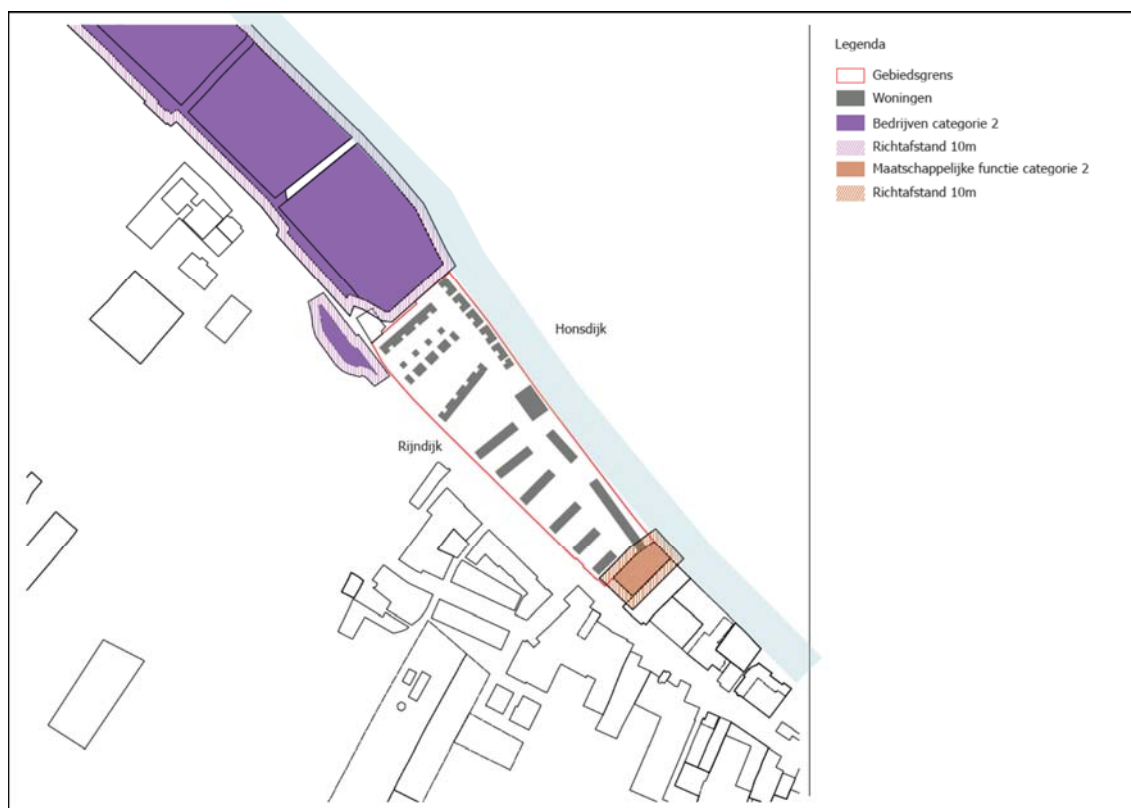 Legenda
Gebiedsgrens
Woningen
Bedrijven categorie 2
Richtafstand 10m
Maatschappelijke functie categorie 2
Richtafstand 10m
Honsdijk
Rijndijk